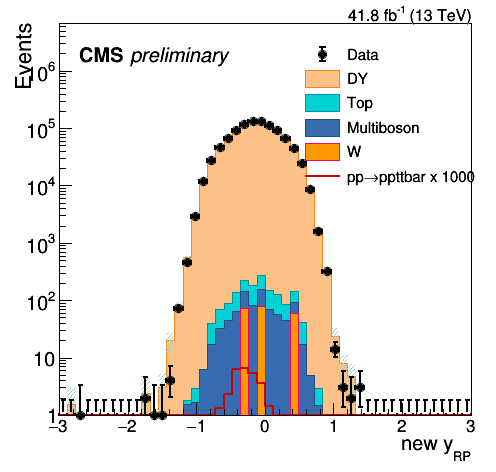 41.8 fb⁻¹ (13 TeV)
Events
CMS preliminary
Data
DY
Top
Multiboson
W
pp→ppttbar x 1000
10⁶
10⁵
10⁴
10³
10²
10
1
−3 −2 −1 0 1 2 3
new y_RP